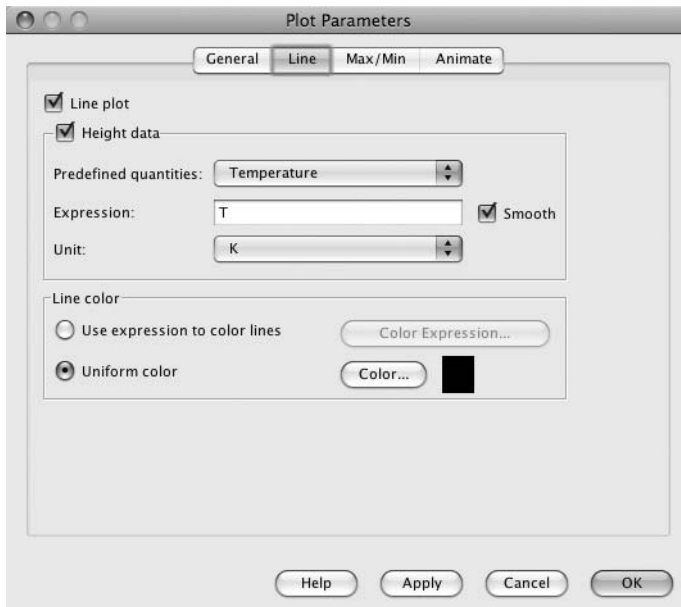 Plot Parameters
General Line Max/Min Animate
Line plot
Height data
Predefined quantities: Temperature
Expression: T Smooth
Unit: K
Line color
Use expression to color lines Color Expression...
Uniform color Color...
Help Apply Cancel OK